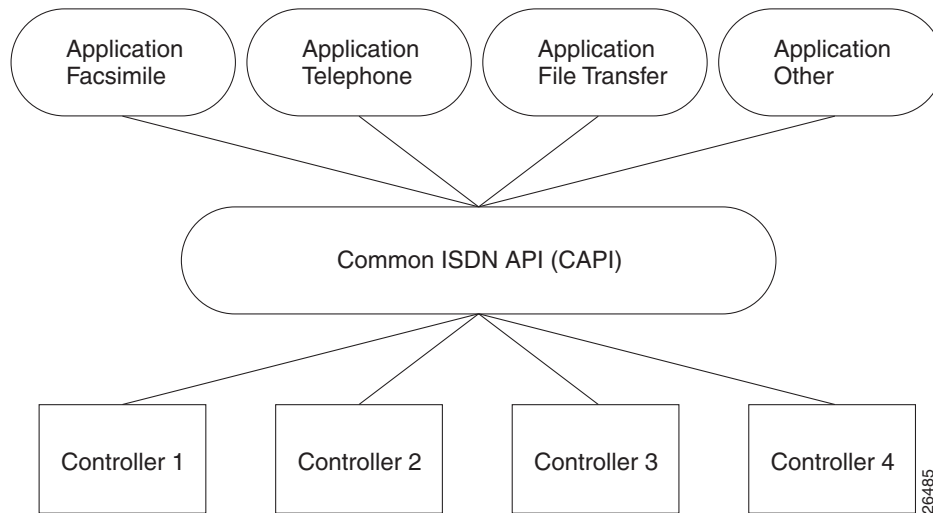 Application
Facsimile
Application
Telephone
Application
File Transfer
Application
Other
Common ISDN API (CAPI)
Controller 1
Controller 2
Controller 3
Controller 4
26485